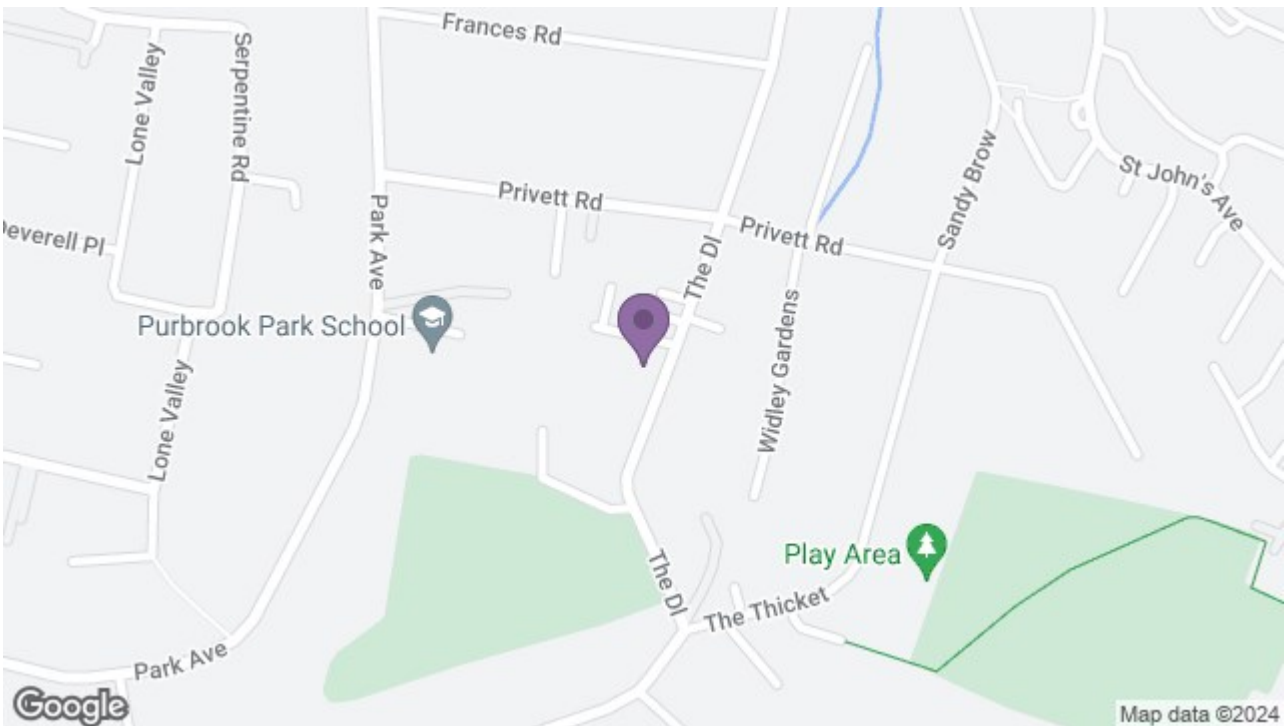 Frances Rd
Serpentine Rd
Lone Valley
Sandy Brow
St John's Ave
Privett Rd
Park Ave
Deverell Pl
Privett Rd
The Dl
Purbrook Park School
Widley Gardens
Lone Valley
Play Area
The Dl
The Thicket
Park Ave
Google
Map data ©2024